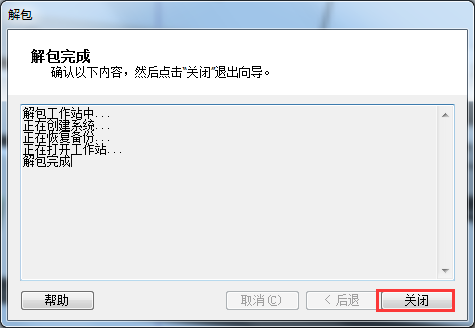 解包
解包完成
确认以下内容，然后点击“关闭”退出向导。
解包工作站中...
正在创建系统...
正在恢复备份...
正在打开工作站...
解包完成
帮助 取消(C) < 后退 关闭